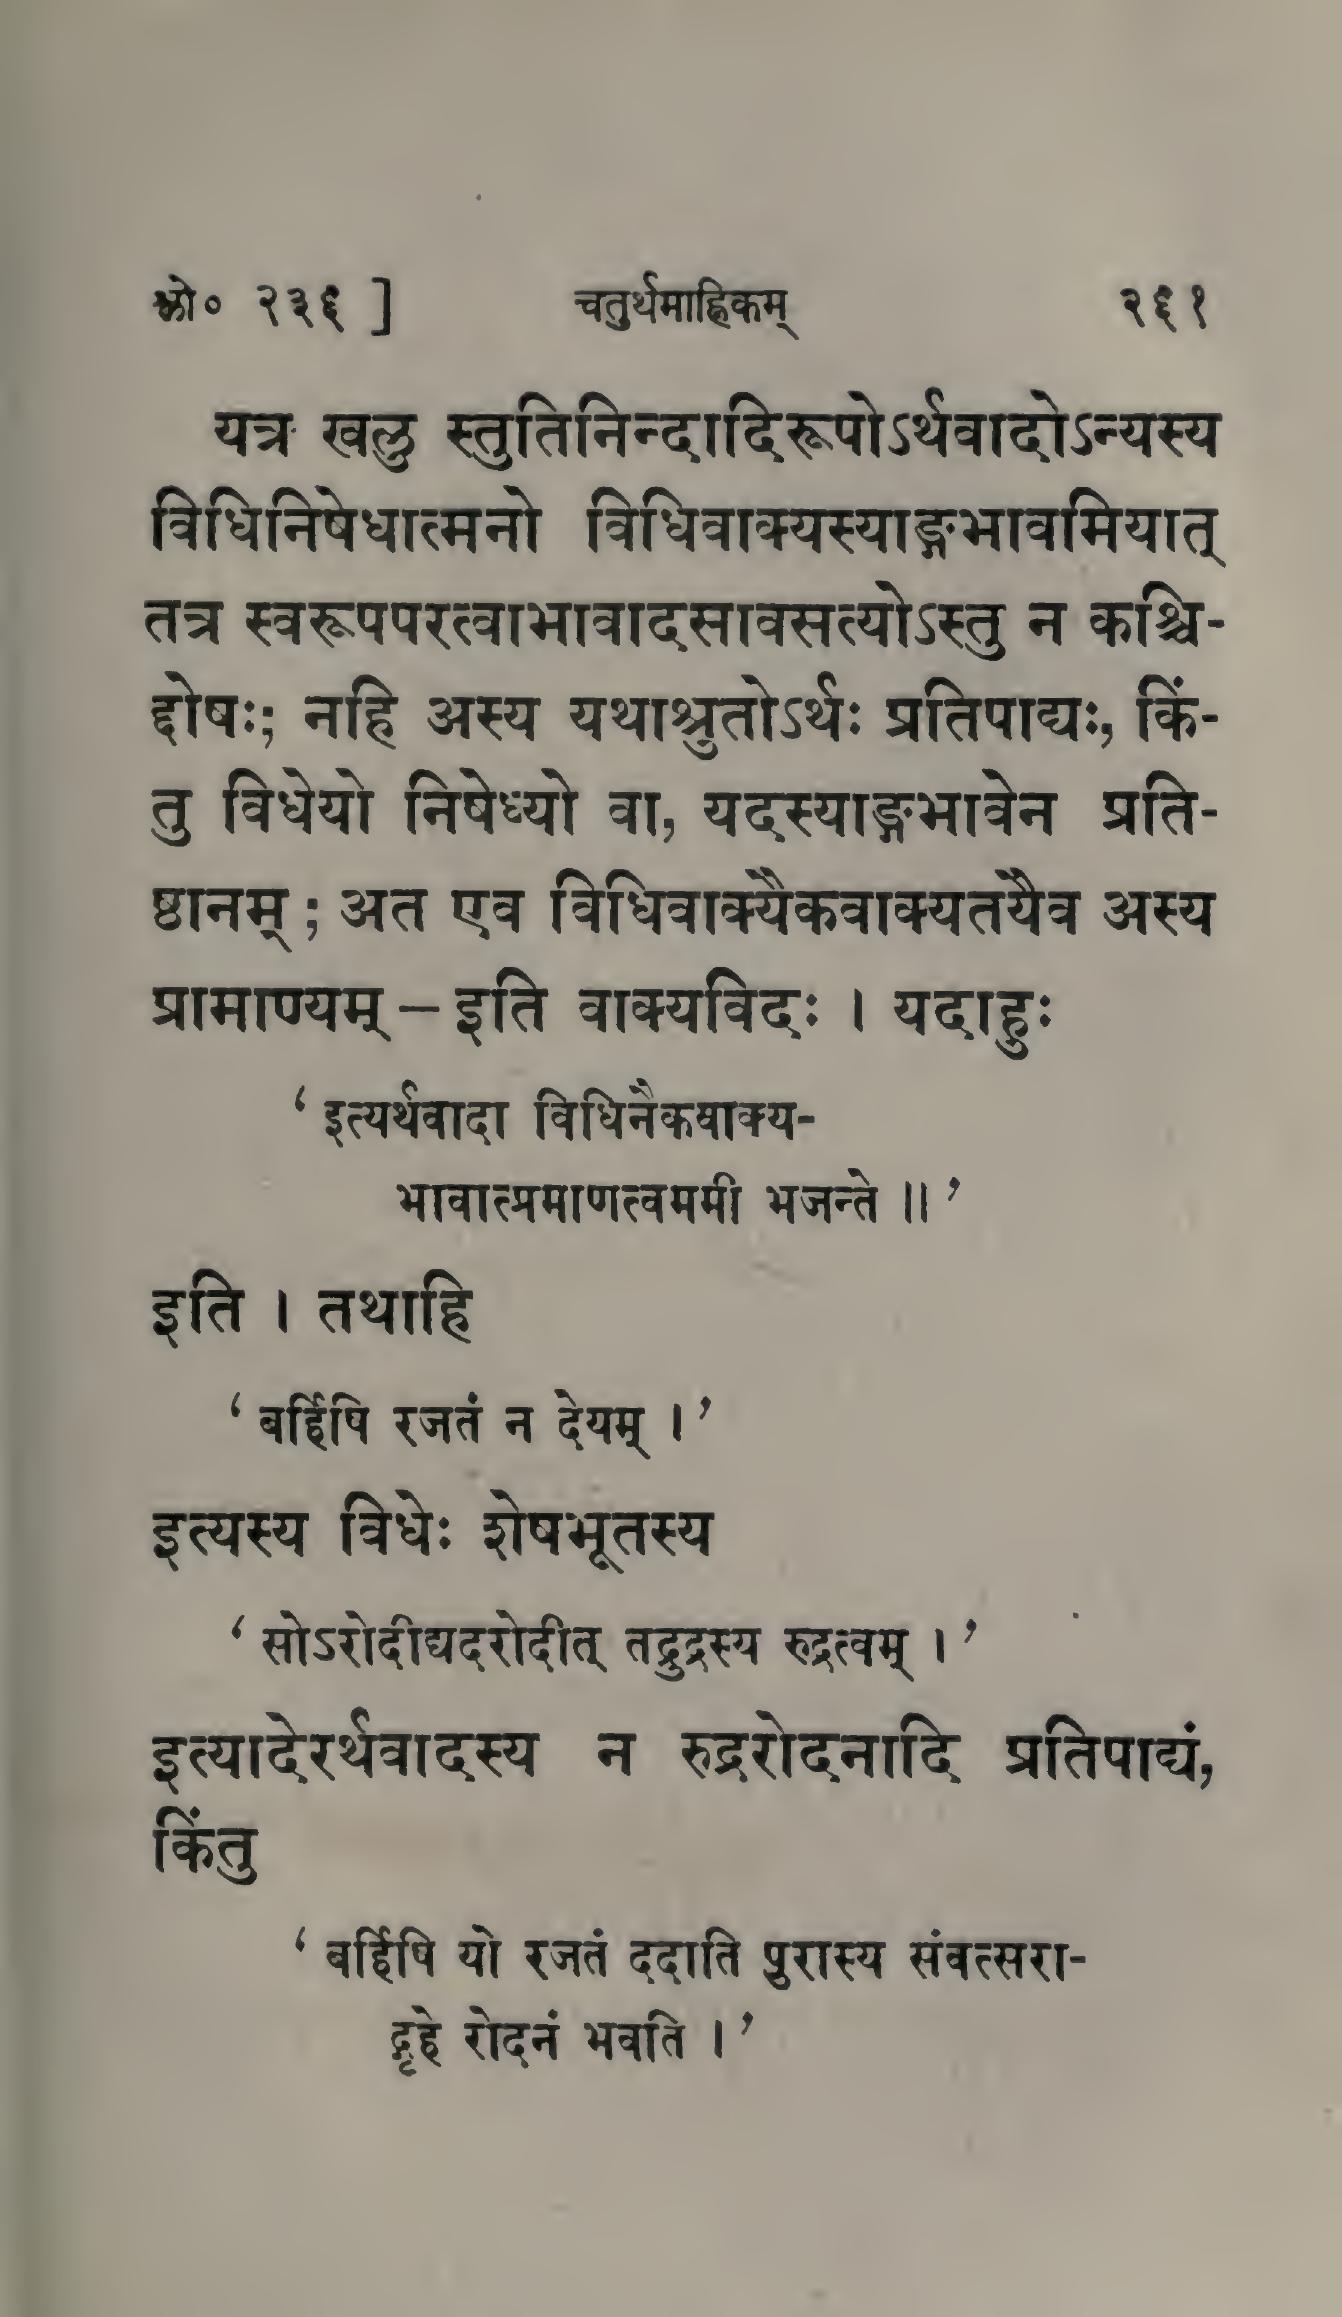 श्लो० २३६ ] चतुर्थमाह्निकम् २६१
यत्र खलु स्तुतिनिन्दादिरूपोऽर्थवादोऽन्यस्य
विधिनिषेधात्मनो विधिवाक्यस्याङ्गभावमियात्
तत्र स्वरूपपरत्वाभावादसावसत्योऽस्तु न कश्चि-
द्दोषः; नहि अस्य यथाश्रुतोऽर्थः प्रतिपाद्यः, किं-
तु विधेयो निषेध्यो वा, यदस्याङ्गभावेन प्रति-
ष्ठानम् ; अत एव विधिवाक्यैकवाक्यतयैव अस्य
प्रामाण्यम् – इति वाक्यविदः । यदाहुः
‘ इत्यर्थवादा विधिनैकवाक्य-
भावात्प्रमाणत्वममी भजन्ते ॥ ’
इति । तथाहि
‘ बर्हिषि रजतं न देयम् । ’
इत्यस्य विधेः शेषभूतस्य
‘ सोऽरोदीद्यदरोदीत् तद्रुद्रस्य रुद्रत्वम् । ’
इत्यादेरर्थवादस्य न रुद्ररोदनादि प्रतिपाद्यं,
किंतु
‘ बर्हिषि यो रजतं ददाति पुरास्य संवत्सरा-
द्गृहे रोदनं भवति । ’